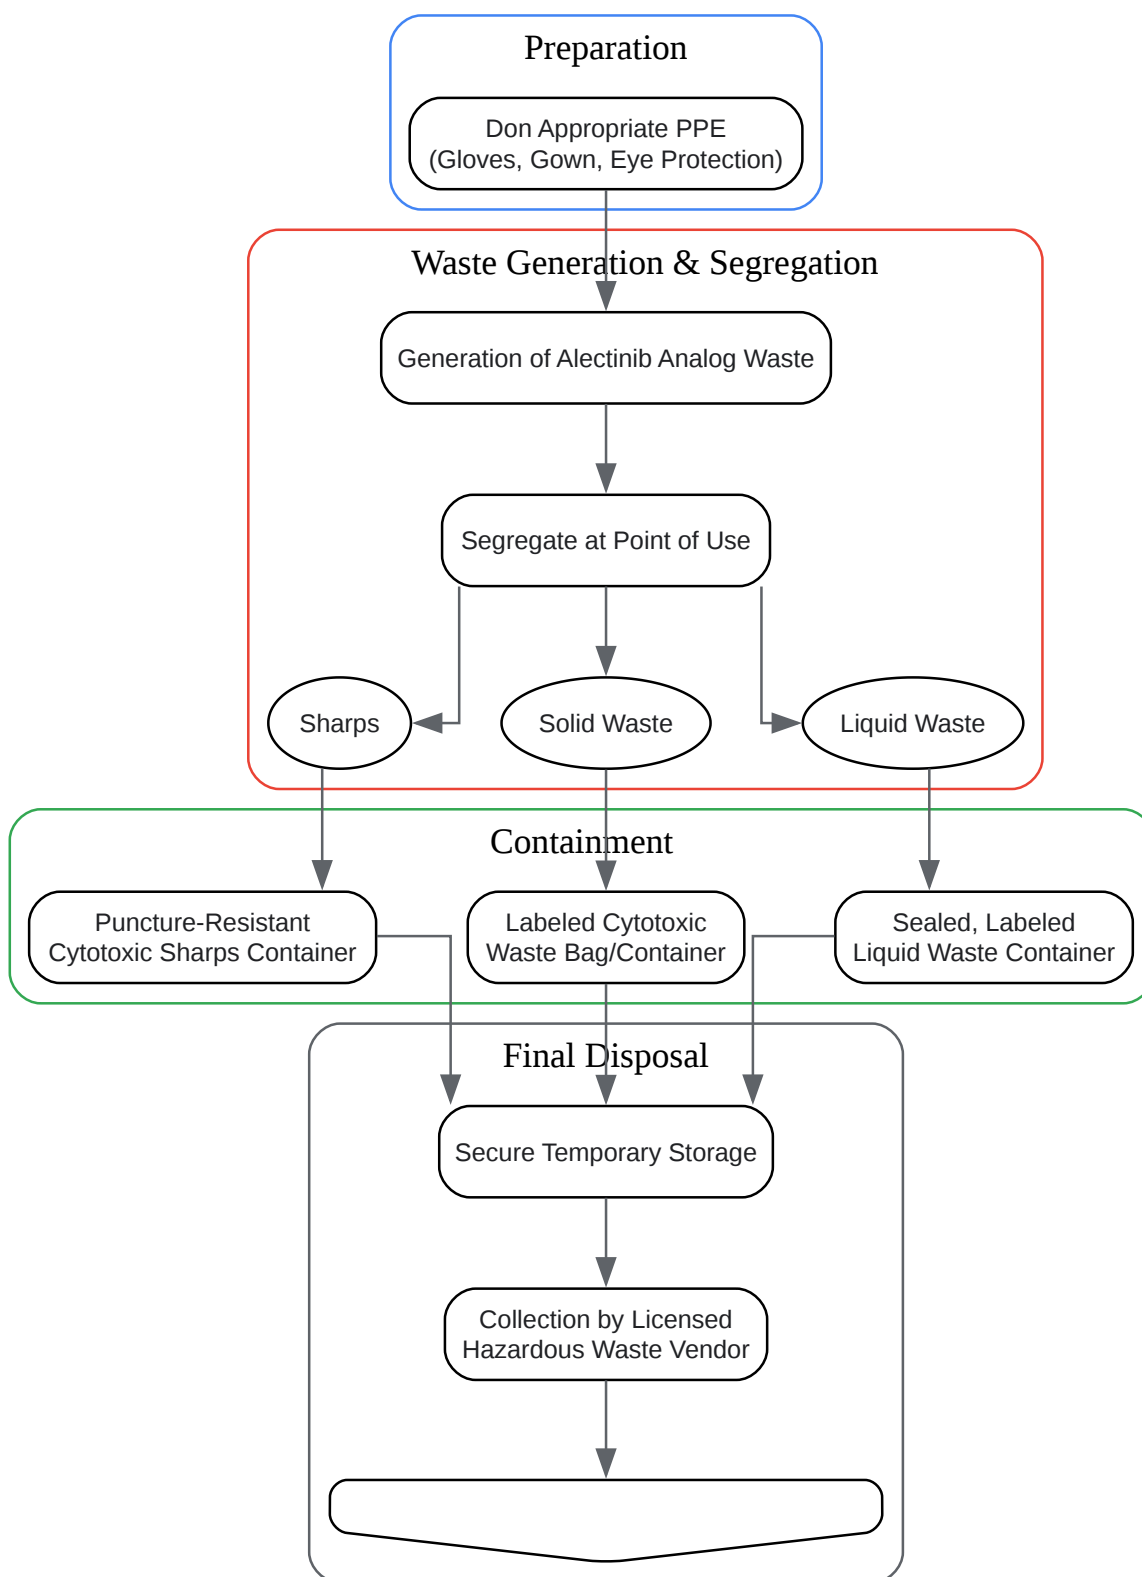 Preparation
Don Appropriate PPE
(Gloves, Gown, Eye Protection)
Waste Generation & Segregation
Generation of Alectinib Analog Waste
Segregate at Point of Use
Sharps
Solid Waste
Liquid Waste
Containment
Puncture-Resistant
Cytotoxic Sharps Container
Labeled Cytotoxic
Waste Bag/Container
Sealed, Labeled
Liquid Waste Container
Final Disposal
Secure Temporary Storage
Collection by Licensed
Hazardous Waste Vendor